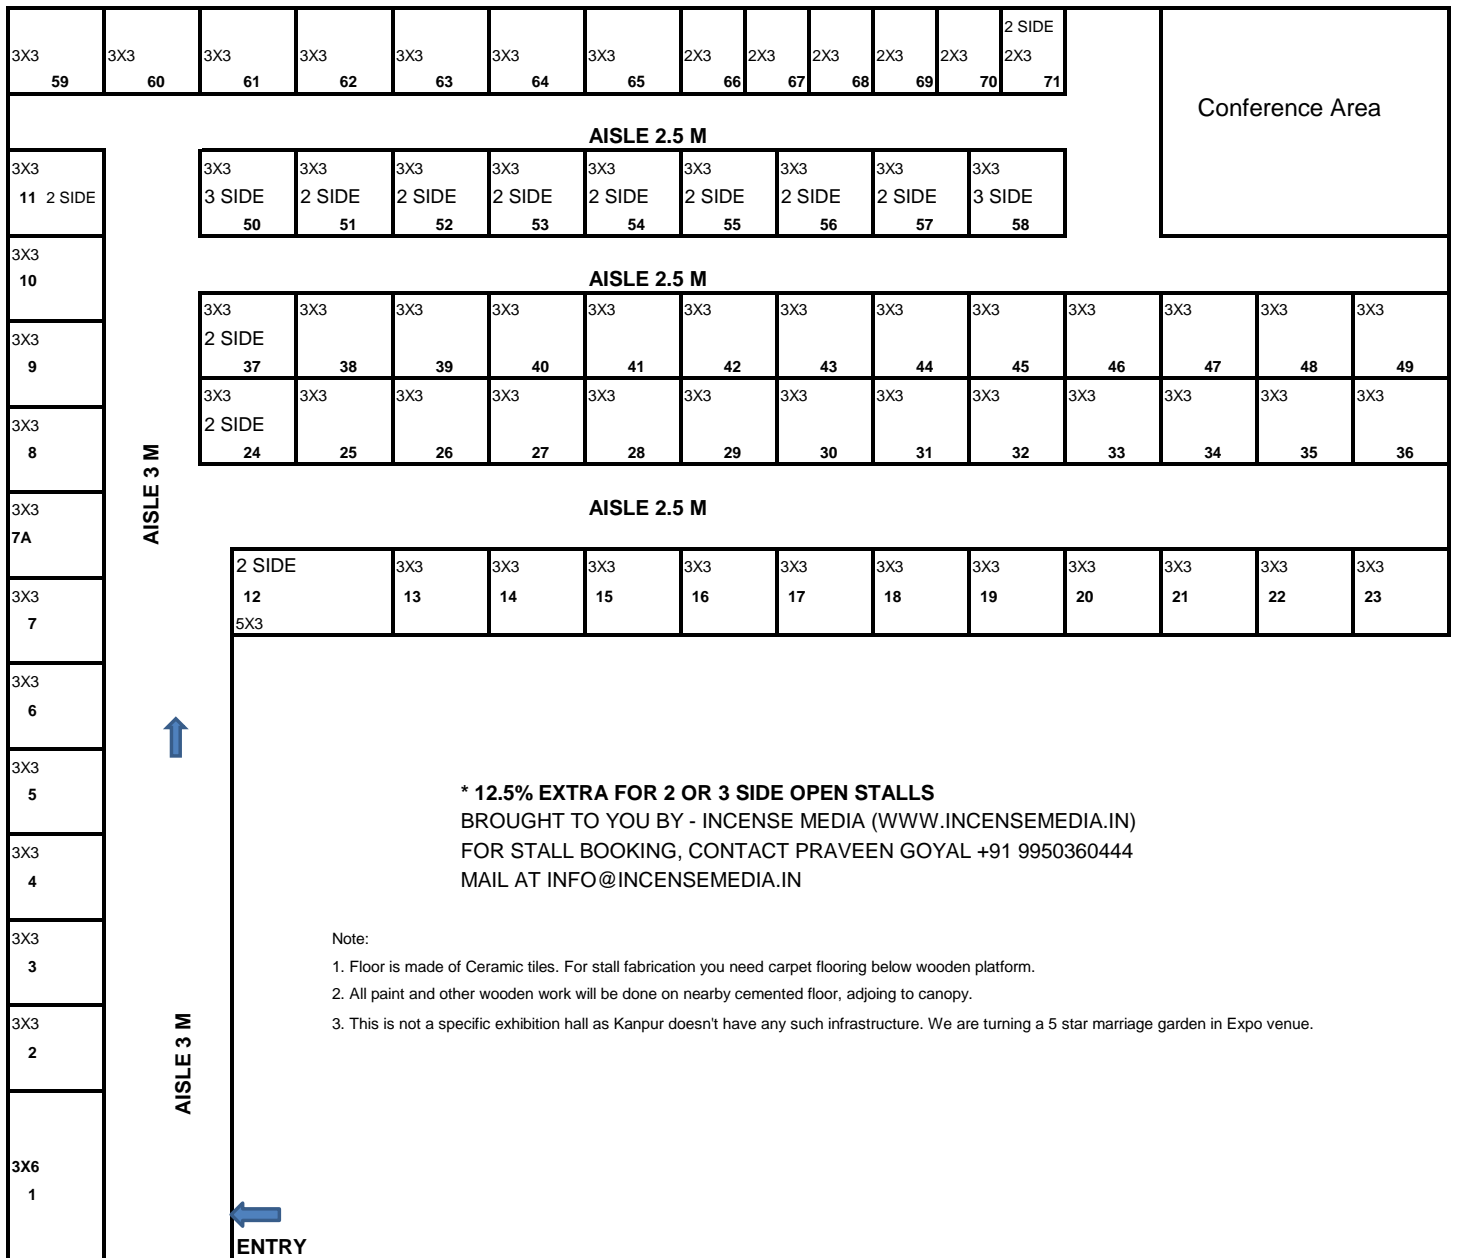 2 SIDE
3X3 3X3 3X3 3X3 3X3 3X3 3X3 2X3 2X3 2X3 2X3 2X3 2X3
59 60 61 62 63 64 65 66 67 68 69 70 71
Conference Area
AISLE 2.5 M
3X3 3X3 3X3 3X3 3X3 3X3 3X3 3X3 3X3 3X3
11 2 SIDE 3 SIDE 2 SIDE 2 SIDE 2 SIDE 2 SIDE 2 SIDE 2 SIDE 2 SIDE 3 SIDE
50 51 52 53 54 55 56 57 58
3X3
10
AISLE 2.5 M
3X3 3X3 3X3 3X3 3X3 3X3 3X3 3X3 3X3 3X3 3X3 3X3 3X3
3X3 2 SIDE
9 37 38 39 40 41 42 43 44 45 46 47 48 49
3X3 3X3 3X3 3X3 3X3 3X3 3X3 3X3 3X3 3X3 3X3 3X3 3X3
3X3 2 SIDE
8 24 25 26 27 28 29 30 31 32 33 34 35 36
AISLE 3 M
3X3
7A
AISLE 2.5 M
2 SIDE 3X3 3X3 3X3 3X3 3X3 3X3 3X3 3X3 3X3 3X3 3X3
3X3 12 13 14 15 16 17 18 19 20 21 22 23
7 5X3
3X3
6
3X3
5
* 12.5% EXTRA FOR 2 OR 3 SIDE OPEN STALLS
BROUGHT TO YOU BY - INCENSE MEDIA (WWW.INCENSEMEDIA.IN)
FOR STALL BOOKING, CONTACT PRAVEEN GOYAL +91 9950360444
MAIL AT INFO@INCENSEMEDIA.IN
3X3
4
3X3
3
Note:
1. Floor is made of Ceramic tiles. For stall fabrication you need carpet flooring below wooden platform.
2. All paint and other wooden work will be done on nearby cemented floor, adjoing to canopy.
3. This is not a specific exhibition hall as Kanpur doesn't have any such infrastructure. We are turning a 5 star marriage garden in Expo venue.
3X3
2
AISLE 3 M
3X6
1
ENTRY